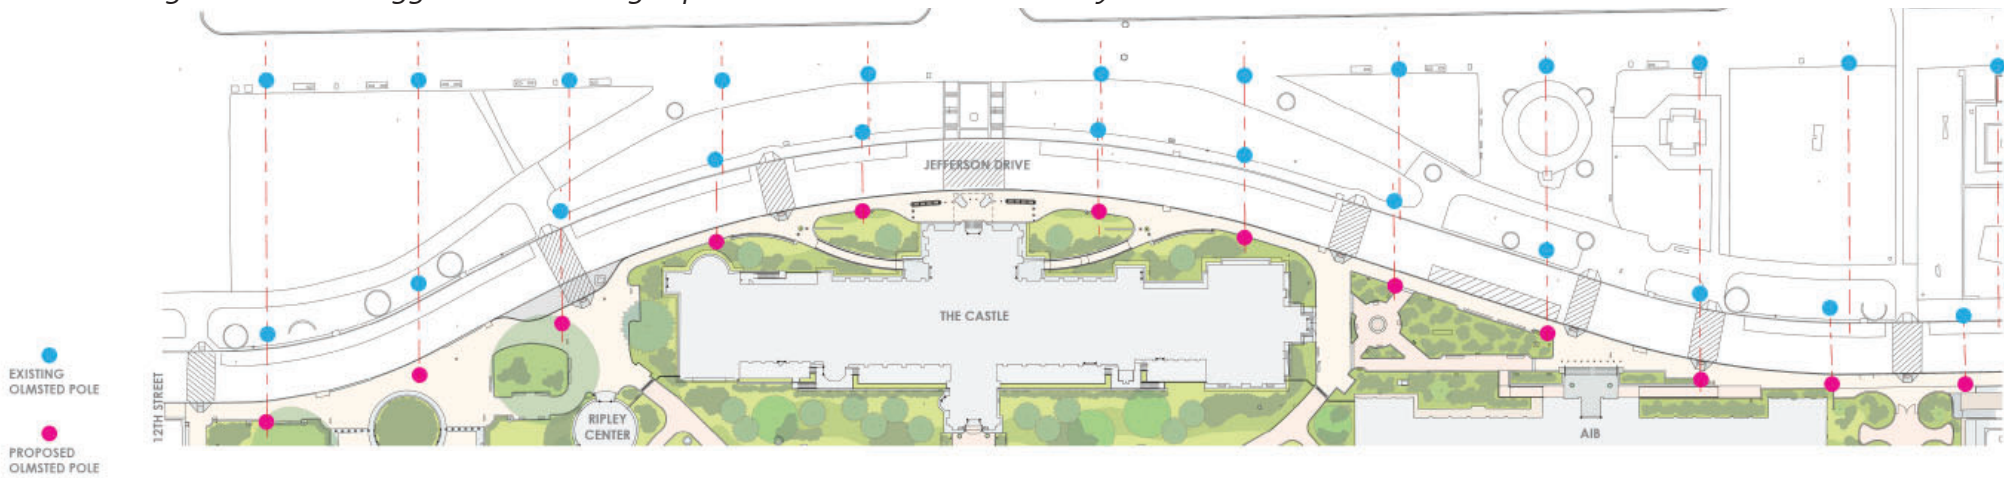 JEFFERSON DRIVE
THE CASTLE
EXISTING
OLMSTED POLE
12TH STREET
RIPLEY
CENTER
AIB
PROPOSED
OLMSTED POLE